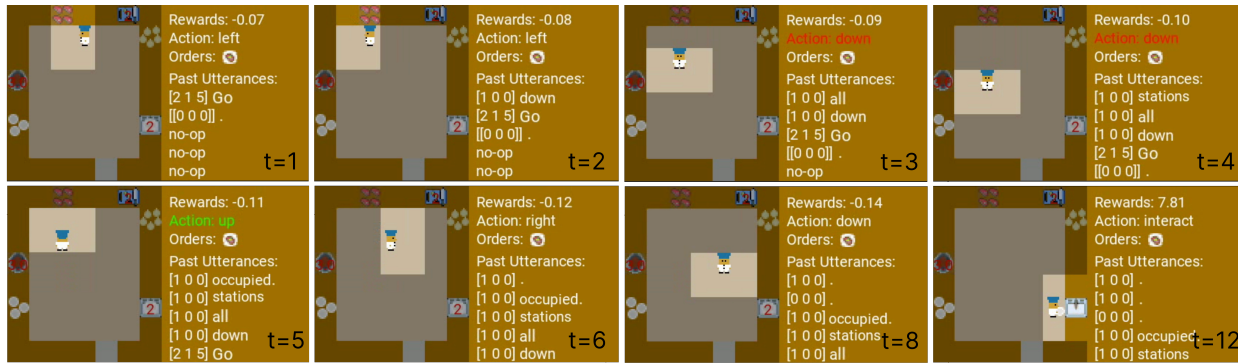 Rewards: -0.07
Action: left
Orders:
Past Utterances:
[2 1 5] Go
[[0 0 0]] .
no-op
no-op
no-op
2
t=1
Rewards: -0.08
Action: left
Orders:
Past Utterances:
[1 0 0] down
[2 1 5] Go
[[0 0 0]] .
no-op
no-op
2
t=2
Rewards: -0.09
Action: down
Orders:
Past Utterances:
[1 0 0] all
[1 0 0] down
[2 1 5] Go
[[0 0 0]] .
no-op
2
t=3
Rewards: -0.10
Action: down
Orders:
Past Utterances:
[1 0 0] stations
[1 0 0] all
[1 0 0] down
[2 1 5] Go
[[0 0 0]] .
2
t=4
Rewards: -0.11
Action: up
Orders:
Past Utterances:
[1 0 0] occupied.
[1 0 0] stations
[1 0 0] all
[1 0 0] down
[2 1 5] Go
2
t=5
Rewards: -0.12
Action: right
Orders:
Past Utterances:
[1 0 0] .
[1 0 0] occupied.
[1 0 0] stations
[1 0 0] all
[1 0 0] down
2
t=6
Rewards: -0.14
Action: down
Orders:
Past Utterances:
[1 0 0] .
[0 0 0] .
[1 0 0] occupied.
[1 0 0] stations
[1 0 0] all
2
t=8
Rewards: 7.81
Action: interact
Orders:
Past Utterances:
[1 0 0] .
[1 0 0] .
[0 0 0] .
[1 0 0] occupied
[1 0 0] stations
t=12